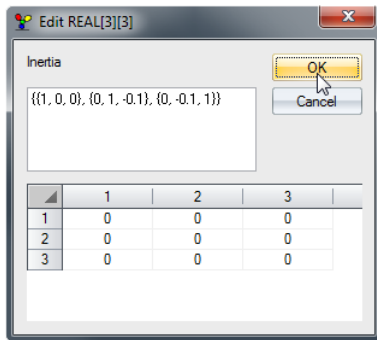 Edit REAL[3][3]
x
Inertia
OK
{{1, 0, 0}, {0, 1, -0.1}, {0, -0.1, 1}}
Cancel
1 2 3
1 0 0 0
2 0 0 0
3 0 0 0